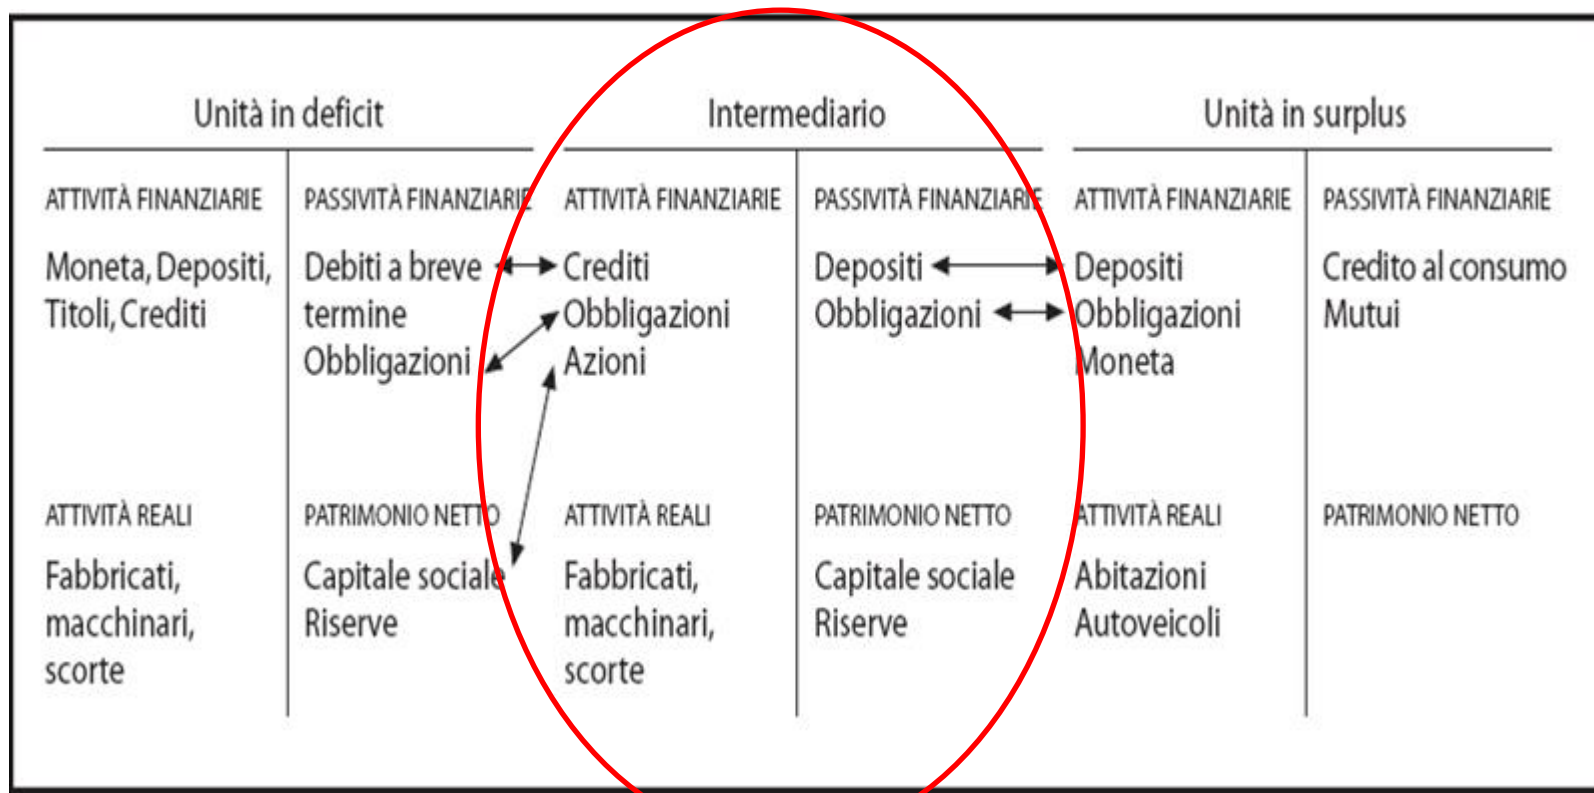 Unità in deficit
Intermediario
Unità in surplus
ATTIVITÀ FINANZIARIE
PASSIVITÀ FINANZIARIE
ATTIVITÀ FINANZIARIE
PASSIVITÀ FINANZIARIE
ATTIVITÀ FINANZIARIE
PASSIVITÀ FINANZIARIE
Moneta, Depositi,
Titoli, Crediti
Debiti a breve
termine
Obbligazioni
Crediti
Obbligazioni
Azioni
Depositi
Obbligazioni
Depositi
Obbligazioni
Moneta
Credito al consumo
Mutui
ATTIVITÀ REALI
PATRIMONIO NETTO
ATTIVITÀ REALI
PATRIMONIO NETTO
ATTIVITÀ REALI
PATRIMONIO NETTO
Fabbricati,
macchinari,
scorte
Capitale sociale
Riserve
Fabbricati,
macchinari,
scorte
Capitale sociale
Riserve
Abitazioni
Autoveicoli